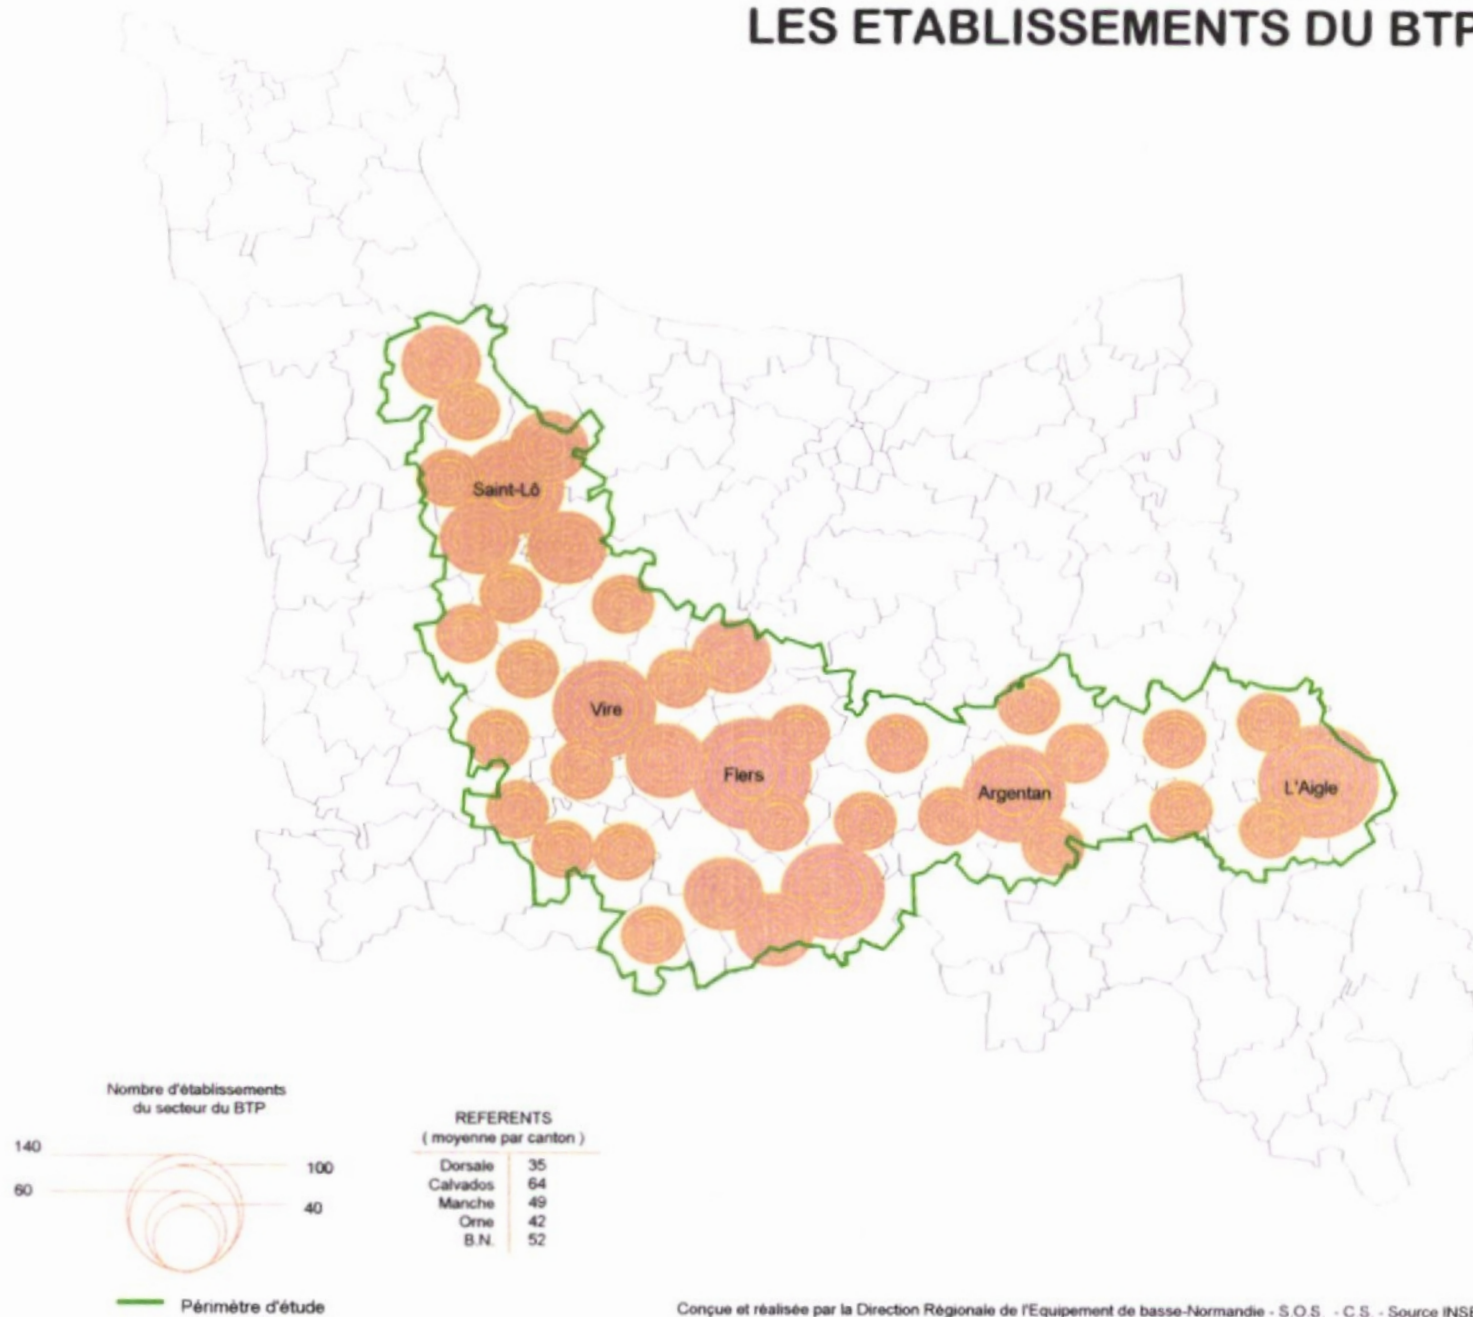 LES ETABLISSEMENTS DU BTP
Saint-Lô
Vire
Flers
Argentan
L'Aigle
Nombre d'établissements
du secteur du BTP
140
100
60
40
Périmètre d'étude
REFERENTS
( moyenne par canton )
Dorsale 35
Calvados 64
Manche 49
Orne 42
B.N. 52
Conçue et réalisée par la Direction Régionale de l'Equipement de basse-Normandie - S.O.S. - C.S. - Source INSE